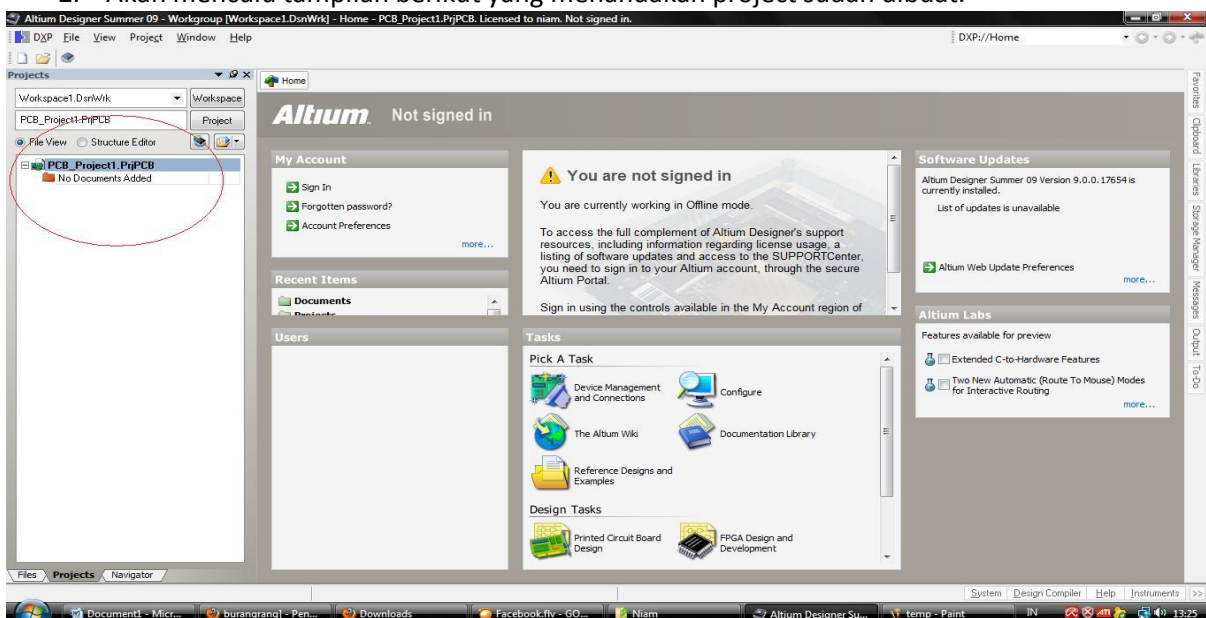 2. Akan mencala tampilan berikut yang menandakan project sudah dibuat.
Altium Designer Summer 09 - Workgroup [Workspace1.DsnWrk] - Home - PCB_Project1.PrjPCB. Licensed to niam. Not signed in.
DXP File View Project Window Help
DXP://Home
Projects
Home
Workspace1.DsnWrk Workspace
PCB_Project1.PrjPCB Project
File View Structure Editor
PCB_Project1.PrjPCB
No Documents Added
Altium. Not signed in
My Account
Sign In
Forgotten password?
Account Preferences
more...
Recent Items
Documents
Projects
Users
You are not signed in
You are currently working in Offline mode.
To access the full complement of Altium Designer's support
resources, including information regarding license usage, a
listing of software updates and access to the SUPPORTCenter,
you need to sign in to your Altium account, through the secure
Altium Portal.
Sign in using the controls available in the My Account region of
Tasks
Pick A Task
Device Management
and Connections
Configure
The Altium Wiki
Documentation Library
Reference Designs and
Examples
Design Tasks
Printed Circuit Board
Design
FPGA Design and
Development
Software Updates
Altium Designer Summer 09 Version 9.0.0.17654 is
currently installed.
List of updates is unavailable
Altium Web Update Preferences
more...
Altium Labs
Features available for preview
Extended C-to-Hardware Features
Two New Automatic (Route To Mouse) Modes
for Interactive Routing
more...
Favorites
Clipboard
Libraries
Storage Manager
Messages
Output
To-Do
Files Projects Navigator
System Design Compiler Help Instruments >>
Document1 - Micr... burangrang] - Pen... Downloads Facebook.flv - GO... Niam Altium Designer Su... temp - Paint IN 13:25